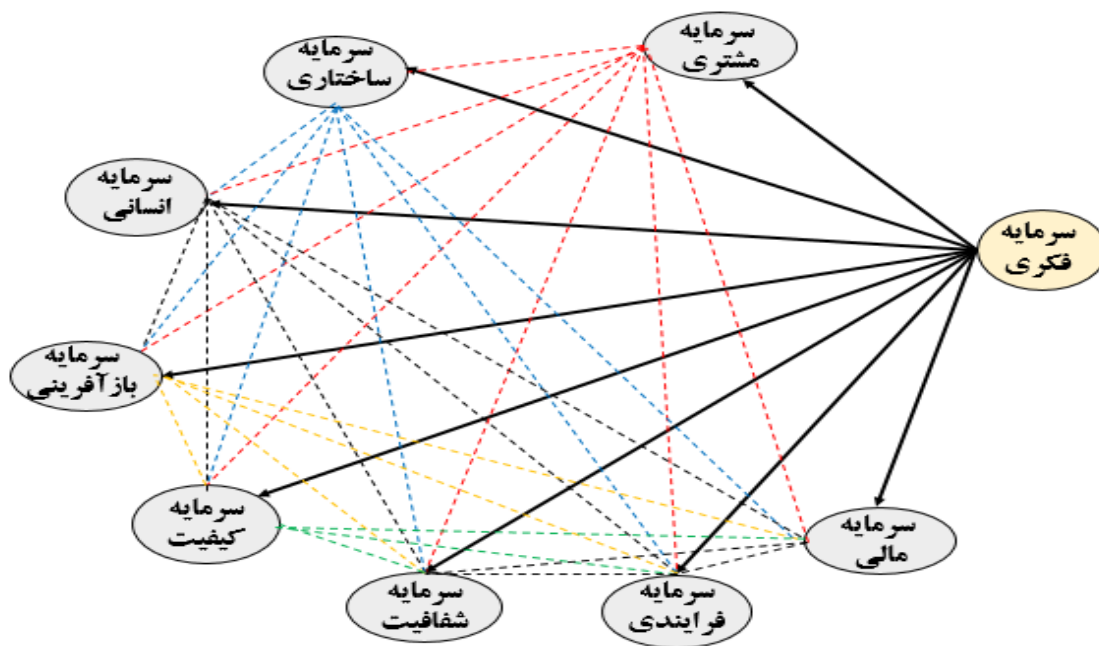 سرمایه
مشتری
سرمایه
ساختاری
سرمایه
انسانی
سرمایه
فکری
سرمایه
بازآفرینی
سرمایه
کیفیت
سرمایه
مالی
سرمایه
شفافیت
سرمایه
فرایندی